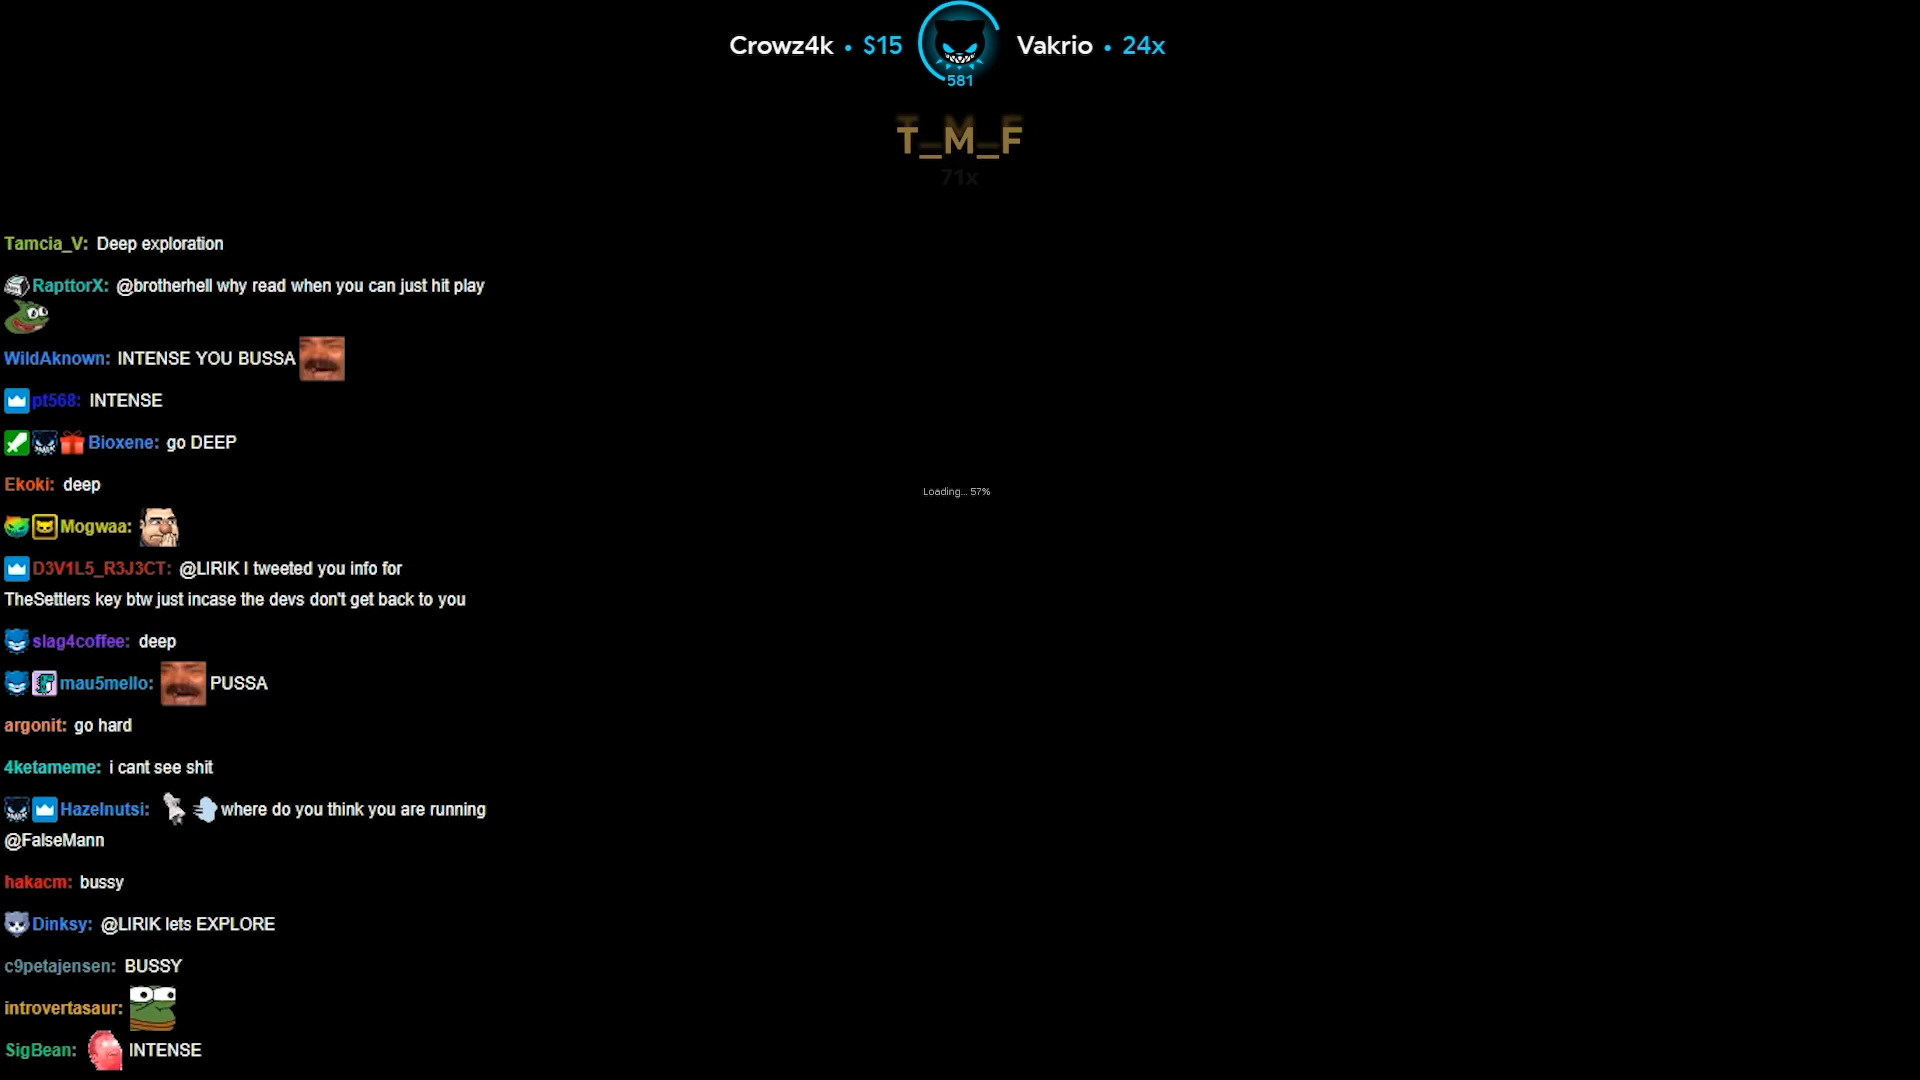 Crowz4k • $15
581
Vakrio • 24x
T_M_F
71x
Tamcia_V: Deep exploration
RapttorX: @brotherhell why read when you can just hit play
WildAknown: INTENSE YOU BUSSA
pt568: INTENSE
Bioxene: go DEEP
Ekoki: deep
Loading... 57%
Mogwaa:
D3V1L5_R3J3CT: @LIRIK I tweeted you info for
TheSettlers key btw just incase the devs don't get back to you
slag4coffee: deep
mau5mello: PUSSA
argonit: go hard
4ketameme: i cant see shit
Hazelnutsi: where do you think you are running
@FalseMann
hakacm: bussy
Dinksy: @LIRIK lets EXPLORE
c9petajensen: BUSSY
introvertasaur:
SigBean: INTENSE